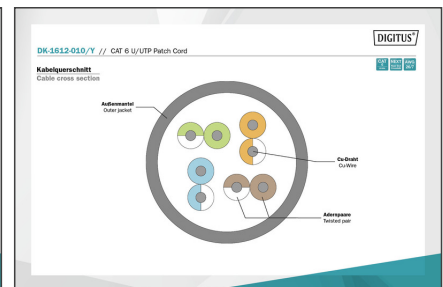 DIGITUS®
DK-1612-010/Y // CAT 6 U/UTP Patch Cord
Kabelquerschnitt
Cable cross section
Außenmantel
Outer jacket
Cu-Draht
Cu-Wire
Aderspaare
Twisted pair